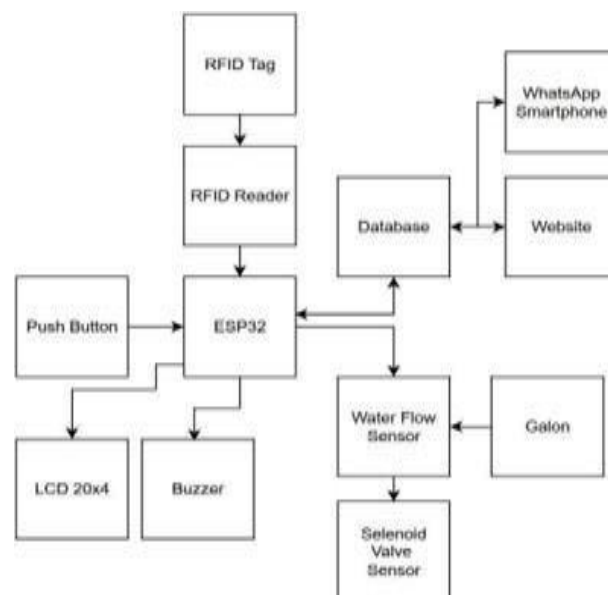 RFID Tag
WhatsApp
Smartphone
RFID Reader
Database
Website
Push Button
ESP32
Water Flow
Sensor
Galon
LCD 20x4
Buzzer
Selenoid
Valve
Sensor